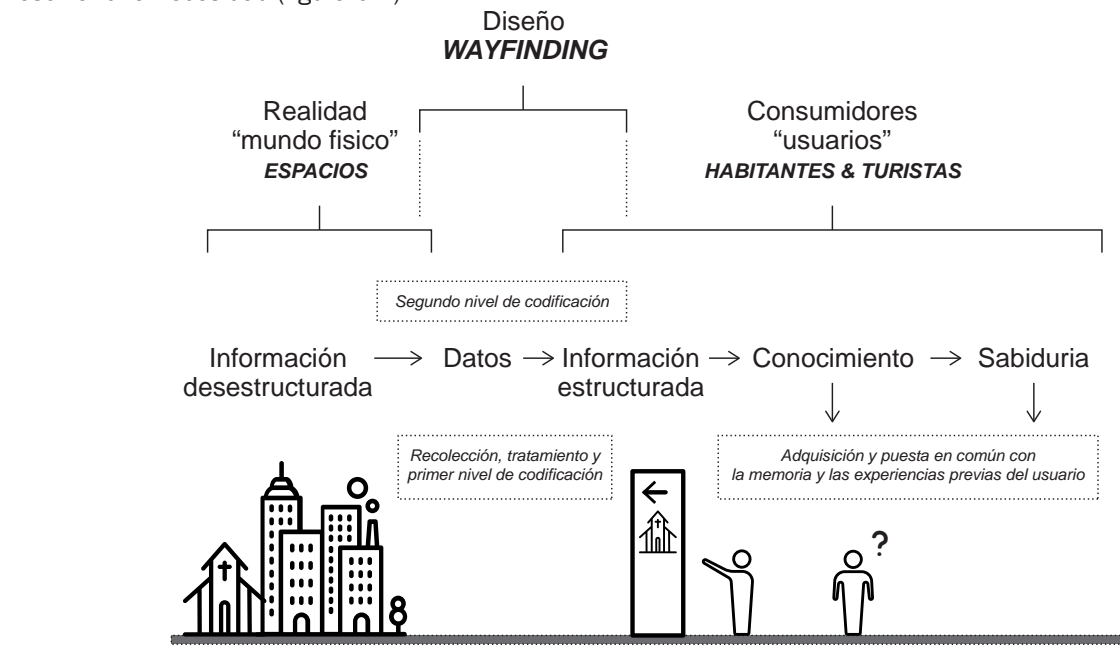 Diseño
WAYFINDING
Realidad
“mundo fisico”
ESPACIOS
Consumidores
“usuarios”
HABITANTES & TURISTAS
Segundo nivel de codificación
Información
desestructurada
Datos
Información
estructurada
Conocimiento
Sabiduria
Recolección, tratamiento y
primer nivel de codificación
Adquisición y puesta en común con
la memoria y las experiencias previas del usuario
?